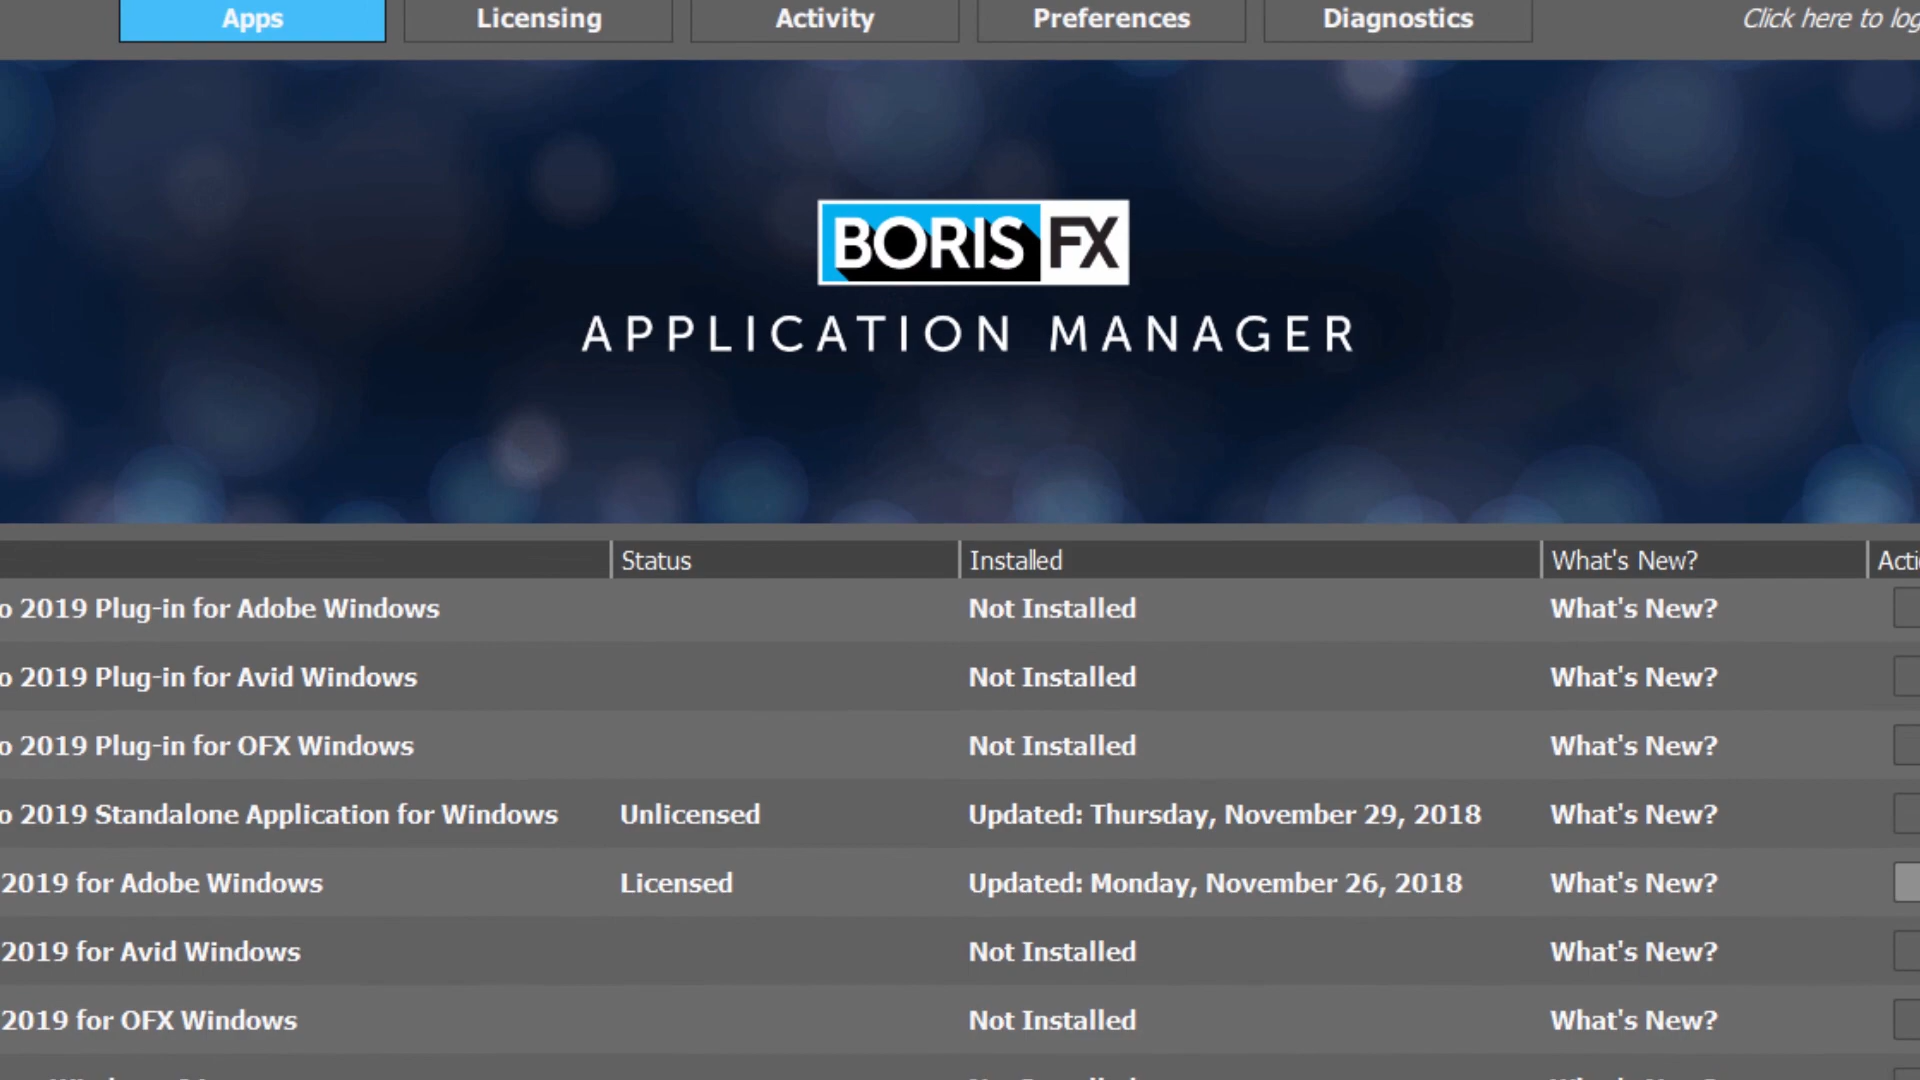 Apps Licensing Activity Preferences Diagnostics Click here to log
BORIS FX
APPLICATION MANAGER
Status Installed What's New? Acti
o 2019 Plug-in for Adobe Windows Not Installed What's New?
o 2019 Plug-in for Avid Windows Not Installed What's New?
o 2019 Plug-in for OFX Windows Not Installed What's New?
o 2019 Standalone Application for Windows Unlicensed Updated: Thursday, November 29, 2018 What's New?
2019 for Adobe Windows Licensed Updated: Monday, November 26, 2018 What's New?
2019 for Avid Windows Not Installed What's New?
2019 for OFX Windows Not Installed What's New?